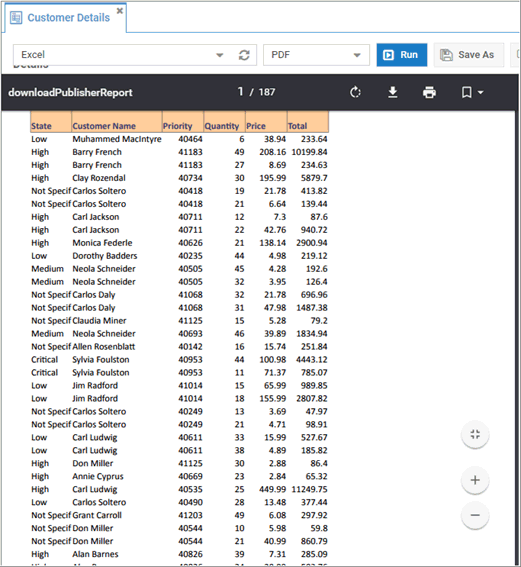 Customer Details
Excel PDF Run Save As
Details
downloadPublisherReport 1 / 187
State Customer Name Priority Quantity Price Total
Low Muhammed MacIntyre 40464 6 38.94 233.64
High Barry French 41183 49 208.16 10199.84
High Barry French 41183 27 8.69 234.63
High Clay Rozendal 40734 30 195.99 5879.7
Not Specif Carlos Soltero 40418 19 21.78 413.82
Not Specif Carlos Soltero 40418 21 6.64 139.44
High Carl Jackson 40711 12 7.3 87.6
High Carl Jackson 40711 22 42.76 940.72
High Monica Federle 40626 21 138.14 2900.94
Low Dorothy Badders 40235 44 4.98 219.12
Medium Neola Schneider 40505 45 4.28 192.6
Medium Neola Schneider 40505 32 3.95 126.4
Not Specif Carlos Daly 41068 32 21.78 696.96
Not Specif Carlos Daly 41068 31 47.98 1487.38
Not Specif Claudia Miner 41125 15 5.28 79.2
Medium Neola Schneider 40693 46 39.89 1834.94
Not Specif Allen Rosenblatt 40142 16 15.74 251.84
Critical Sylvia Foulston 40953 44 100.98 4443.12
Critical Sylvia Foulston 40953 11 71.37 785.07
Low Jim Radford 41014 15 65.99 989.85
Low Jim Radford 41014 18 155.99 2807.82
Not Specif Carlos Soltero 40249 13 3.69 47.97
Not Specif Carlos Soltero 40249 21 4.71 98.91
Low Carl Ludwig 40611 33 15.99 527.67
Low Carl Ludwig 40611 38 4.89 185.82
High Don Miller 41125 30 2.88 86.4
High Annie Cyprus 40669 23 2.84 65.32
High Carl Ludwig 40535 25 449.99 11249.75
Low Carlos Soltero 40490 28 13.48 377.44
Not Specif Grant Carroll 41203 49 6.08 297.92
Not Specif Don Miller 40544 10 5.98 59.8
Not Specif Don Miller 40544 21 40.99 860.79
High Alan Barnes 40826 39 7.31 285.09